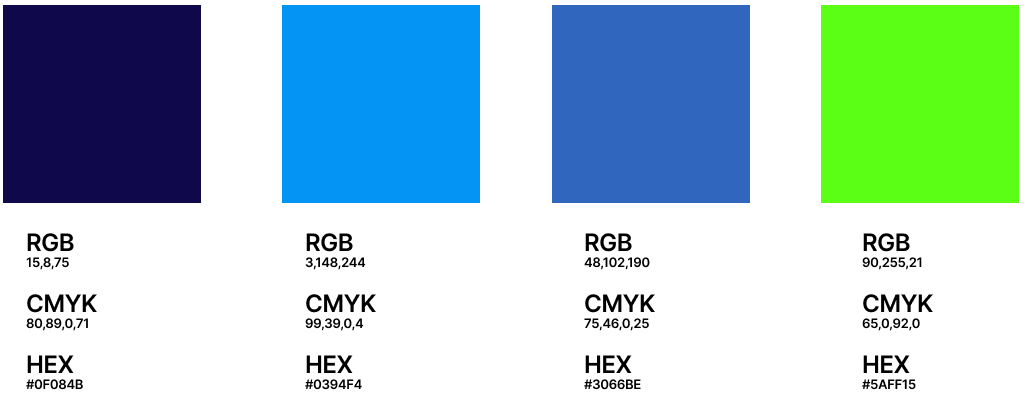 RGB
15,8,75
CMYK
80,89,0,71
HEX
#0F084B
RGB
3,148,244
CMYK
99,39,0,4
HEX
#0394F4
RGB
48,102,190
CMYK
75,46,0,25
HEX
#3066BE
RGB
90,255,21
CMYK
65,0,92,0
HEX
#5AFF15